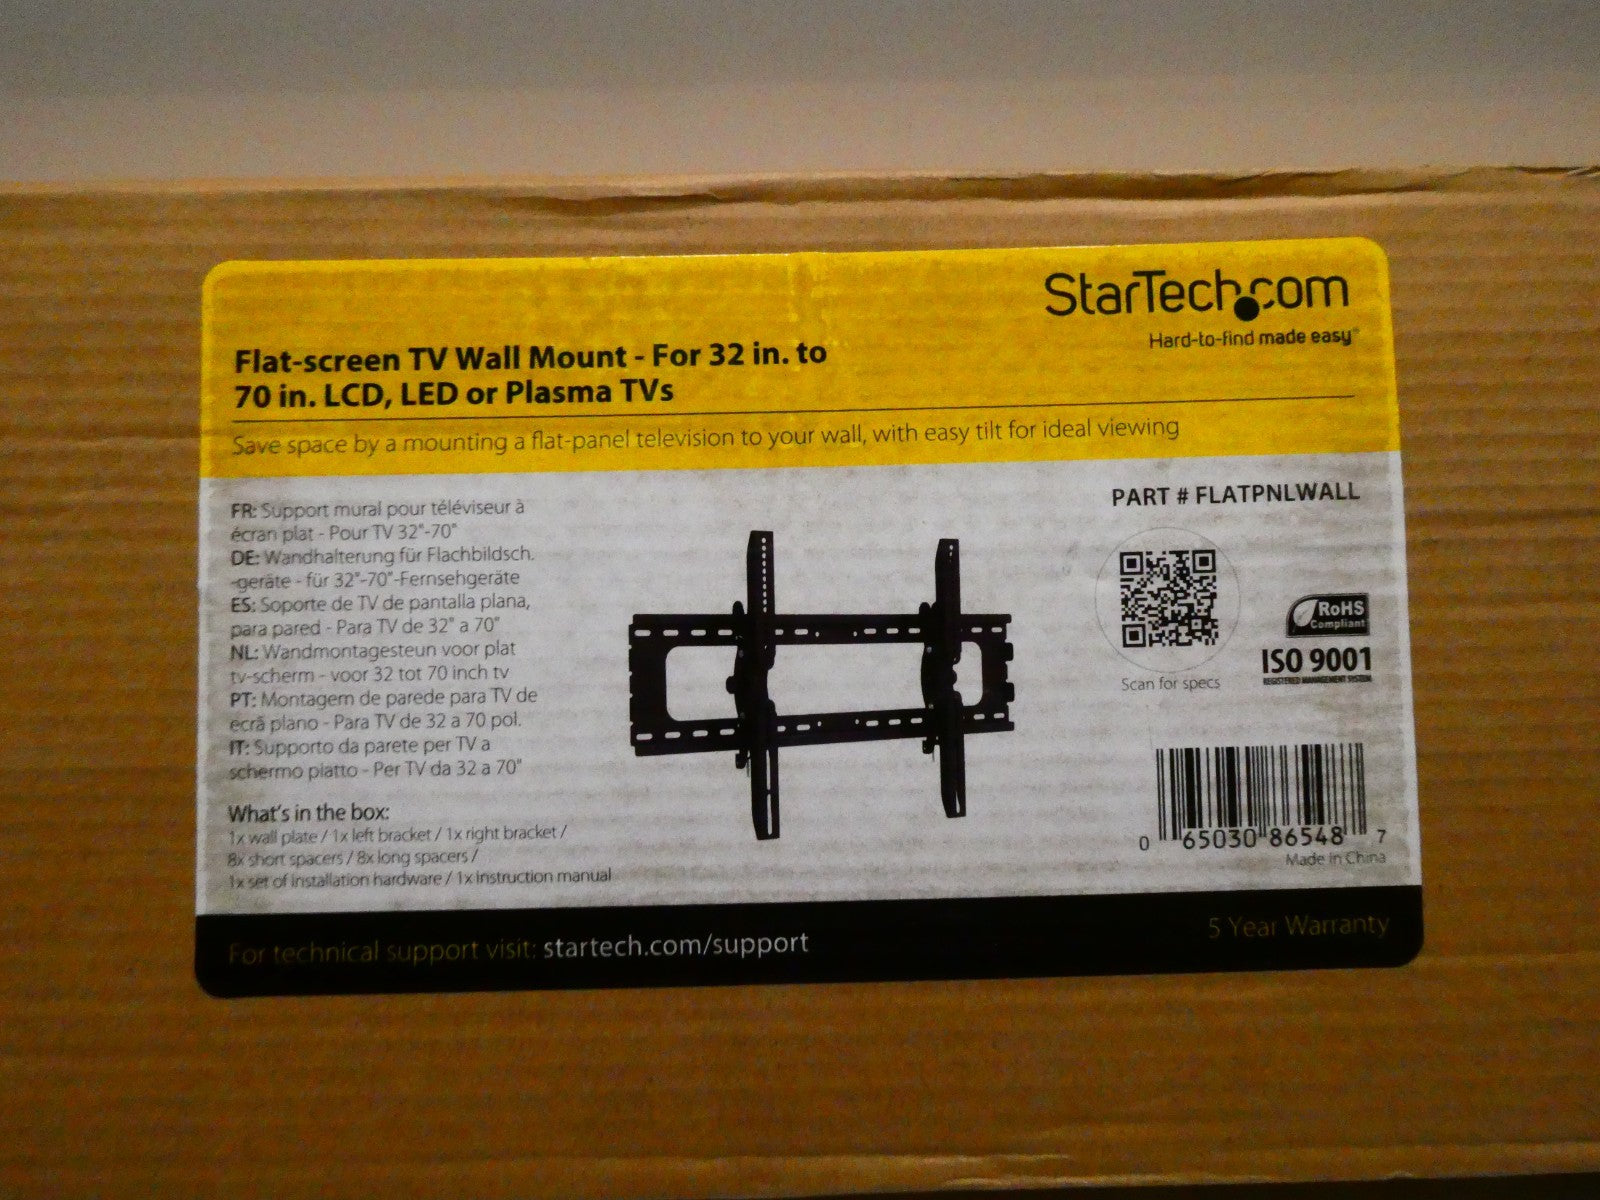 StarTech.com
Hard-to-find made easy®
Flat-screen TV Wall Mount - For 32 in. to
70 in. LCD, LED or Plasma TVs
Save space by a mounting a flat-panel television to your wall, with easy tilt for ideal viewing
FR: Support mural pour téléviseur à
écran plat - Pour TV 32"-70"
DE: Wandhalterung für Flachbildsch.
-geräte - für 32"-70"-Fernsehgeräte
ES: Soporte de TV de pantalla plana,
para pared - Para TV de 32" a 70"
NL: Wandmontagesteun voor plat
tv-scherm - voor 32 tot 70 inch tv
PT: Montagem de parede para TV de
ecrã plano - Para TV de 32 a 70 pol.
IT: Supporto da parete per TV a
schermo piatto - Per TV da 32 a 70"
What's in the box:
1x wall plate / 1x left bracket / 1x right bracket /
8x short spacers / 8x long spacers /
1x set of installation hardware / 1x instruction manual
PART # FLATPNLWALL
Scan for specs
RoHS
Compliant
ISO 9001
REGISTERED MANAGEMENT SYSTEM
0 65030 86548 7
Made in China
For technical support visit: startech.com/support
5 Year Warranty